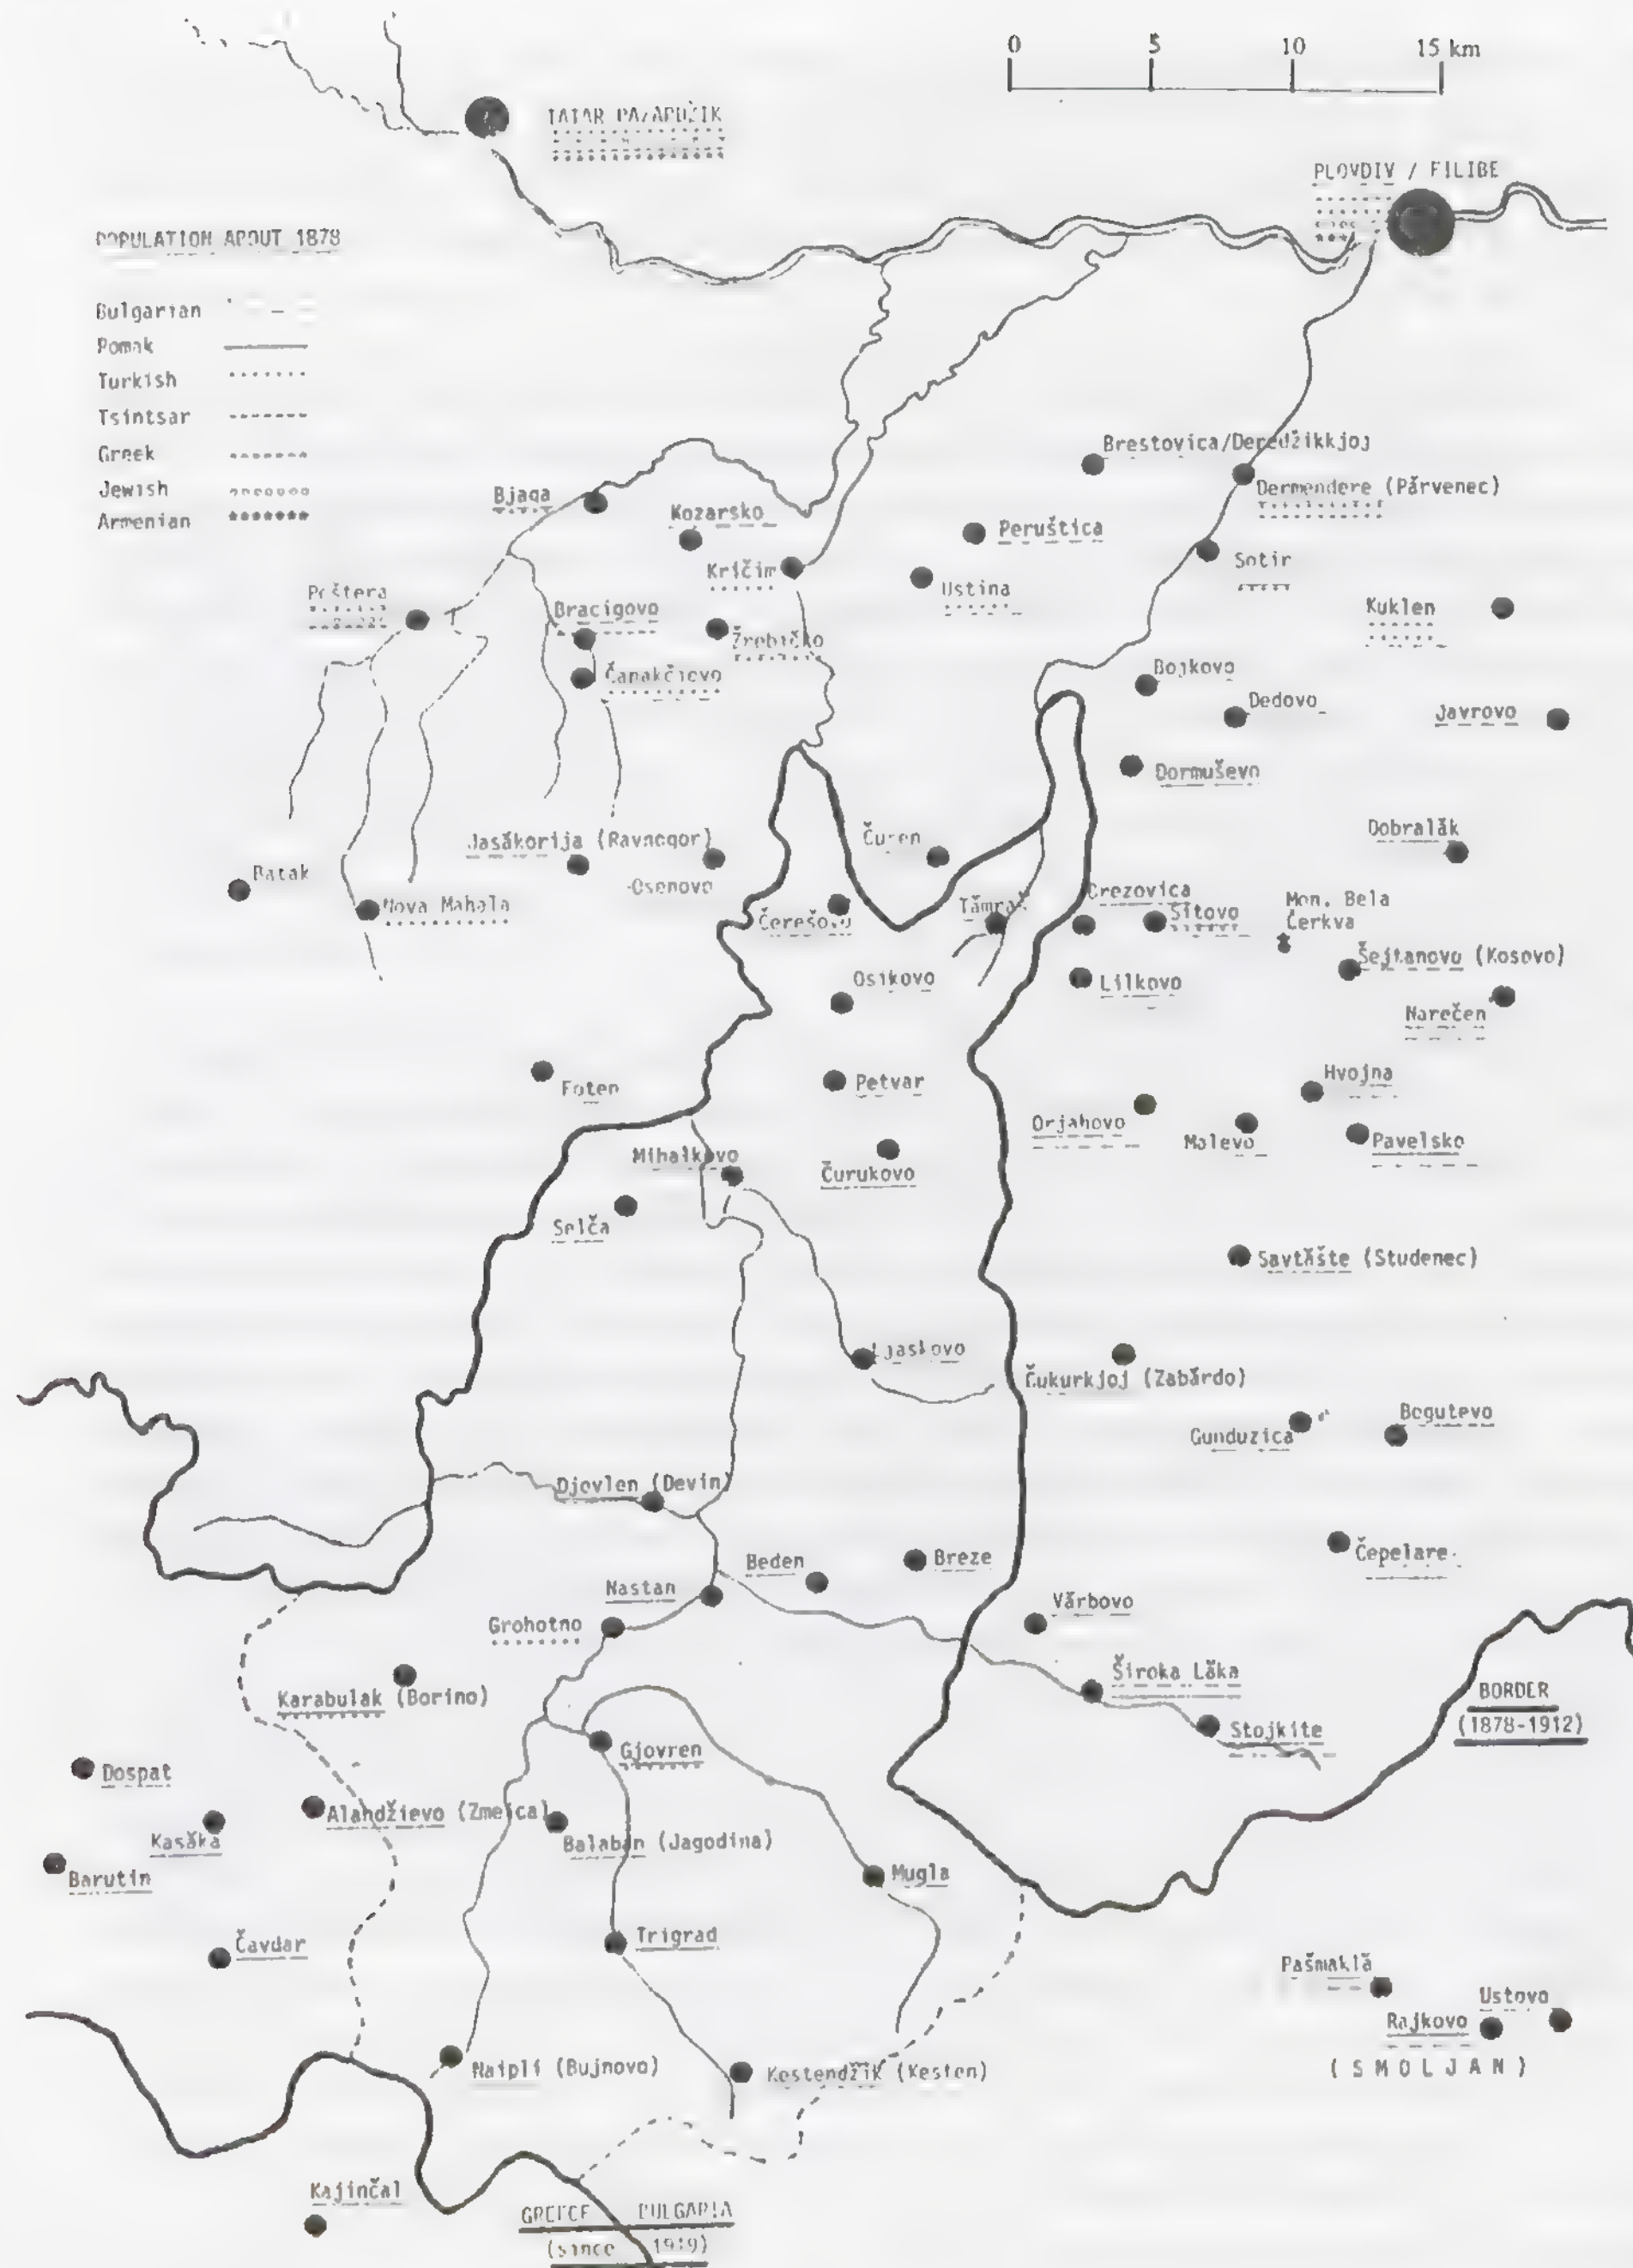 0 5 10 15 km
TATAR PAZARDŽIK
PLOVDIV / FILIBE
POPULATION ABOUT 1878
Bulgarian
Pomak
Turkish
Tsintsar
Greek
Jewish
Armenian
Brestovica/Deredžikkjoj
Dermendere (Părvenec)
Bjaga
Kozarsko
Peruštica
Sotir
Kričim
Ustina
Peštera
Bracigovo
Kuklen
Žrebičko
Čanakčievo
Bojkovo
Dedovo
Javrovo
Dormuševo
Dobralăk
Jasăkorija (Ravnogor)
Čuren
Batak
Osenovo
Nova Mahala
Čerešovo
Tămraš
Brezovica
Sitovo
Mon. Bela
Čerkva
Šejtanovo (Kosovo)
Osikovo
Lilkovo
Narečen
Foten
Petvar
Hvojna
Orjahovo
Malevo
Pavelsko
Mihalkovo
Čurukovo
Selča
Savtăšte (Studenec)
Ljaskovo
Čukurkjoj (Zabărdo)
Gunduzica
Bogutevo
Djovlen (Devin)
Čepelare
Beden
Breze
Nastan
Vărbovo
Grohotno
Široka Lăka
Karabulak (Borino)
BORDER
(1878-1912)
Stojkite
Gjovren
Dospat
Alandžievo (Zmejca)
Kasăka
Balaban (Jagodina)
Barutin
Mugla
Čavdar
Trigrad
Pašmaklă
Ustovo
Rajkovo
(SMOLJAN)
Naipli (Bujnovo)
Kestendžik (Kesten)
Kajinčal
GREECE BULGARIA
(since 1919)